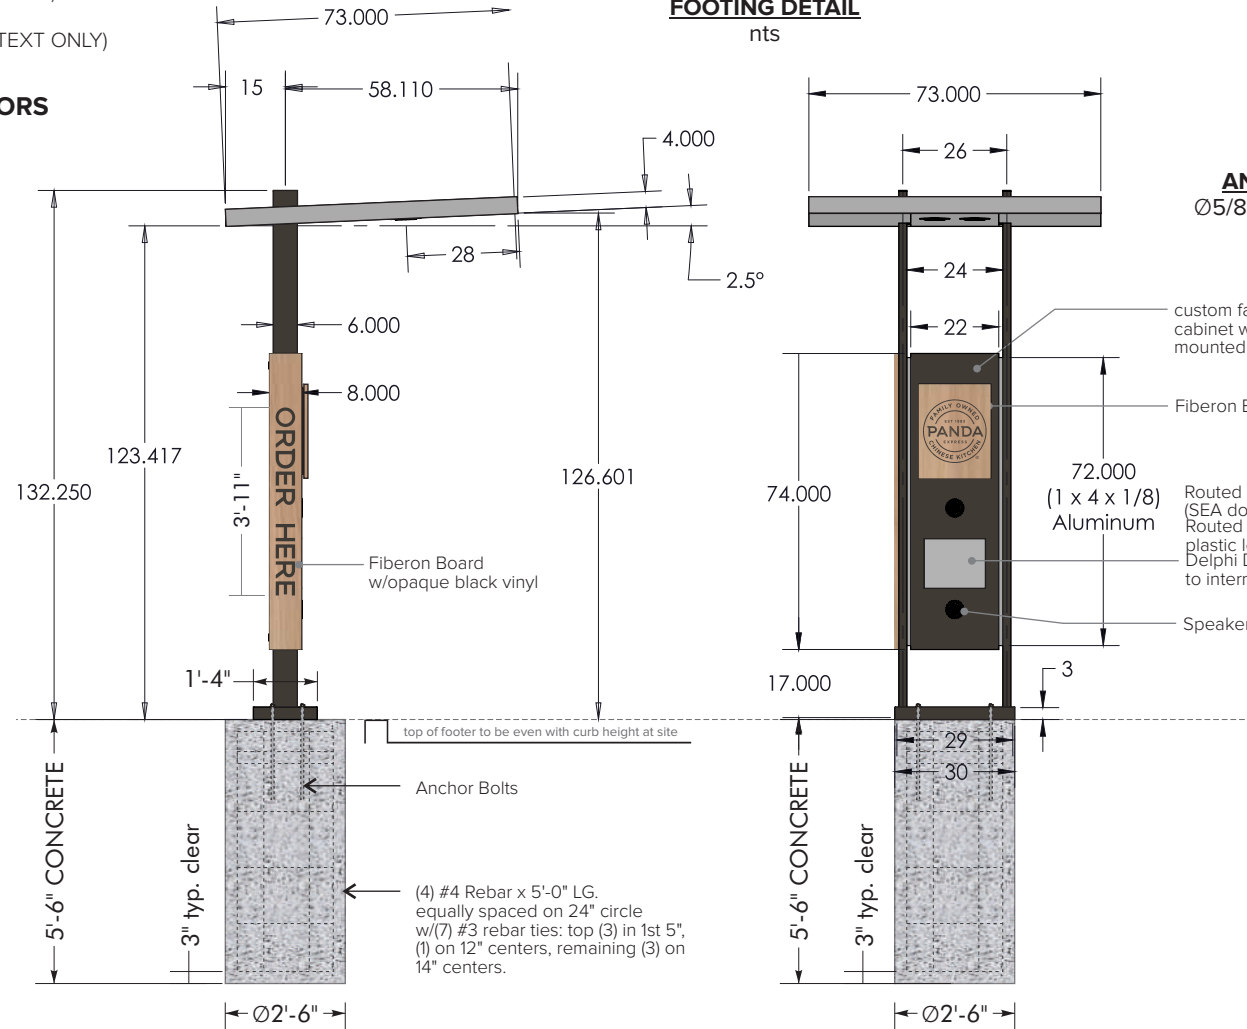 TEXT ONLY)
ORS
73.000
15
58.110
4.000
28
2.5°
6.000
8.000
ORDER HERE
3'-11"
132.250
123.417
126.601
Fiberon Board
w/opaque black vinyl
1'-4"
top of footer to be even with curb height at site
Anchor Bolts
5'-6" CONCRETE
3" typ. clear
(4) #4 Rebar x 5'-0" LG.
equally spaced on 24" circle
w/(7) #3 rebar ties: top (3) in 1st 5",
(1) on 12" centers, remaining (3) on
14" centers.
Ø2'-6"
FOOTING DETAIL
nts
73.000
26
AN
Ø5/8
24
22
custom fa
cabinet w
mounted
Fiberon B
FAMILY OWNED
EST 1983
PANDA
EXPRESS
CHINESE KITCHEN
72.000
(1 x 4 x 1/8)
Aluminum
74.000
Routed
(SEA do
Routed
plastic l
Delphi D
to interr
Speaker
17.000
3
29
30
5'-6" CONCRETE
3" typ. clear
Ø2'-6"